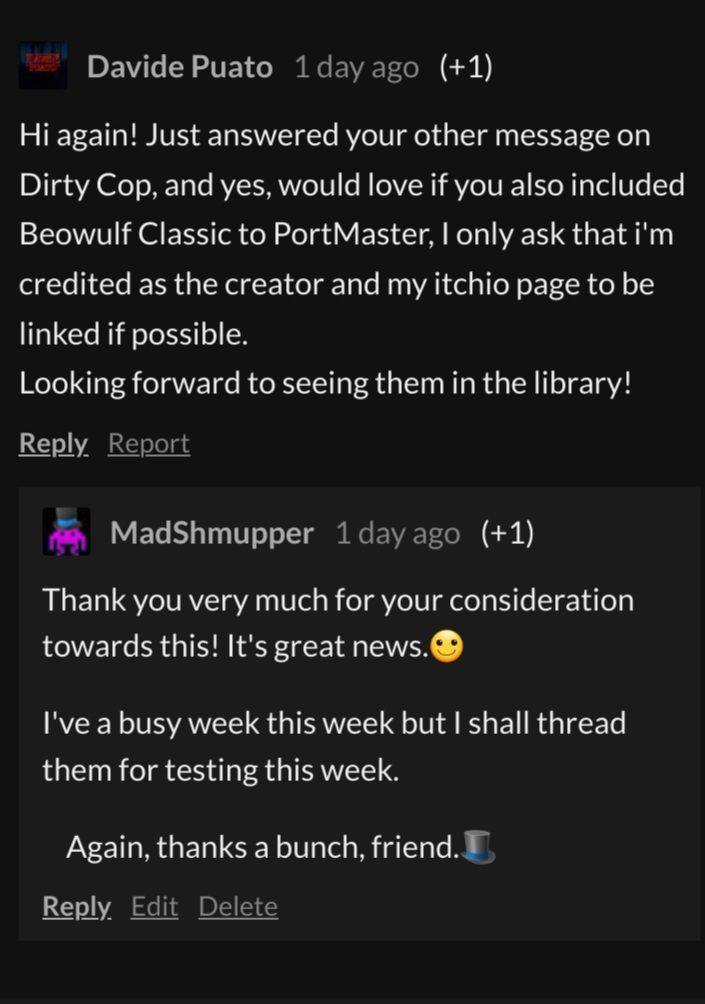 Davide Puato 1 day ago (+1)
Hi again! Just answered your other message on
Dirty Cop, and yes, would love if you also included
Beowulf Classic to PortMaster, I only ask that i'm
credited as the creator and my itchio page to be
linked if possible.
Looking forward to seeing them in the library!
Reply Report
MadShmupper 1 day ago (+1)
Thank you very much for your consideration
towards this! It's great news.🙂
I've a busy week this week but I shall thread
them for testing this week.
Again, thanks a bunch, friend.🎩
Reply Edit Delete